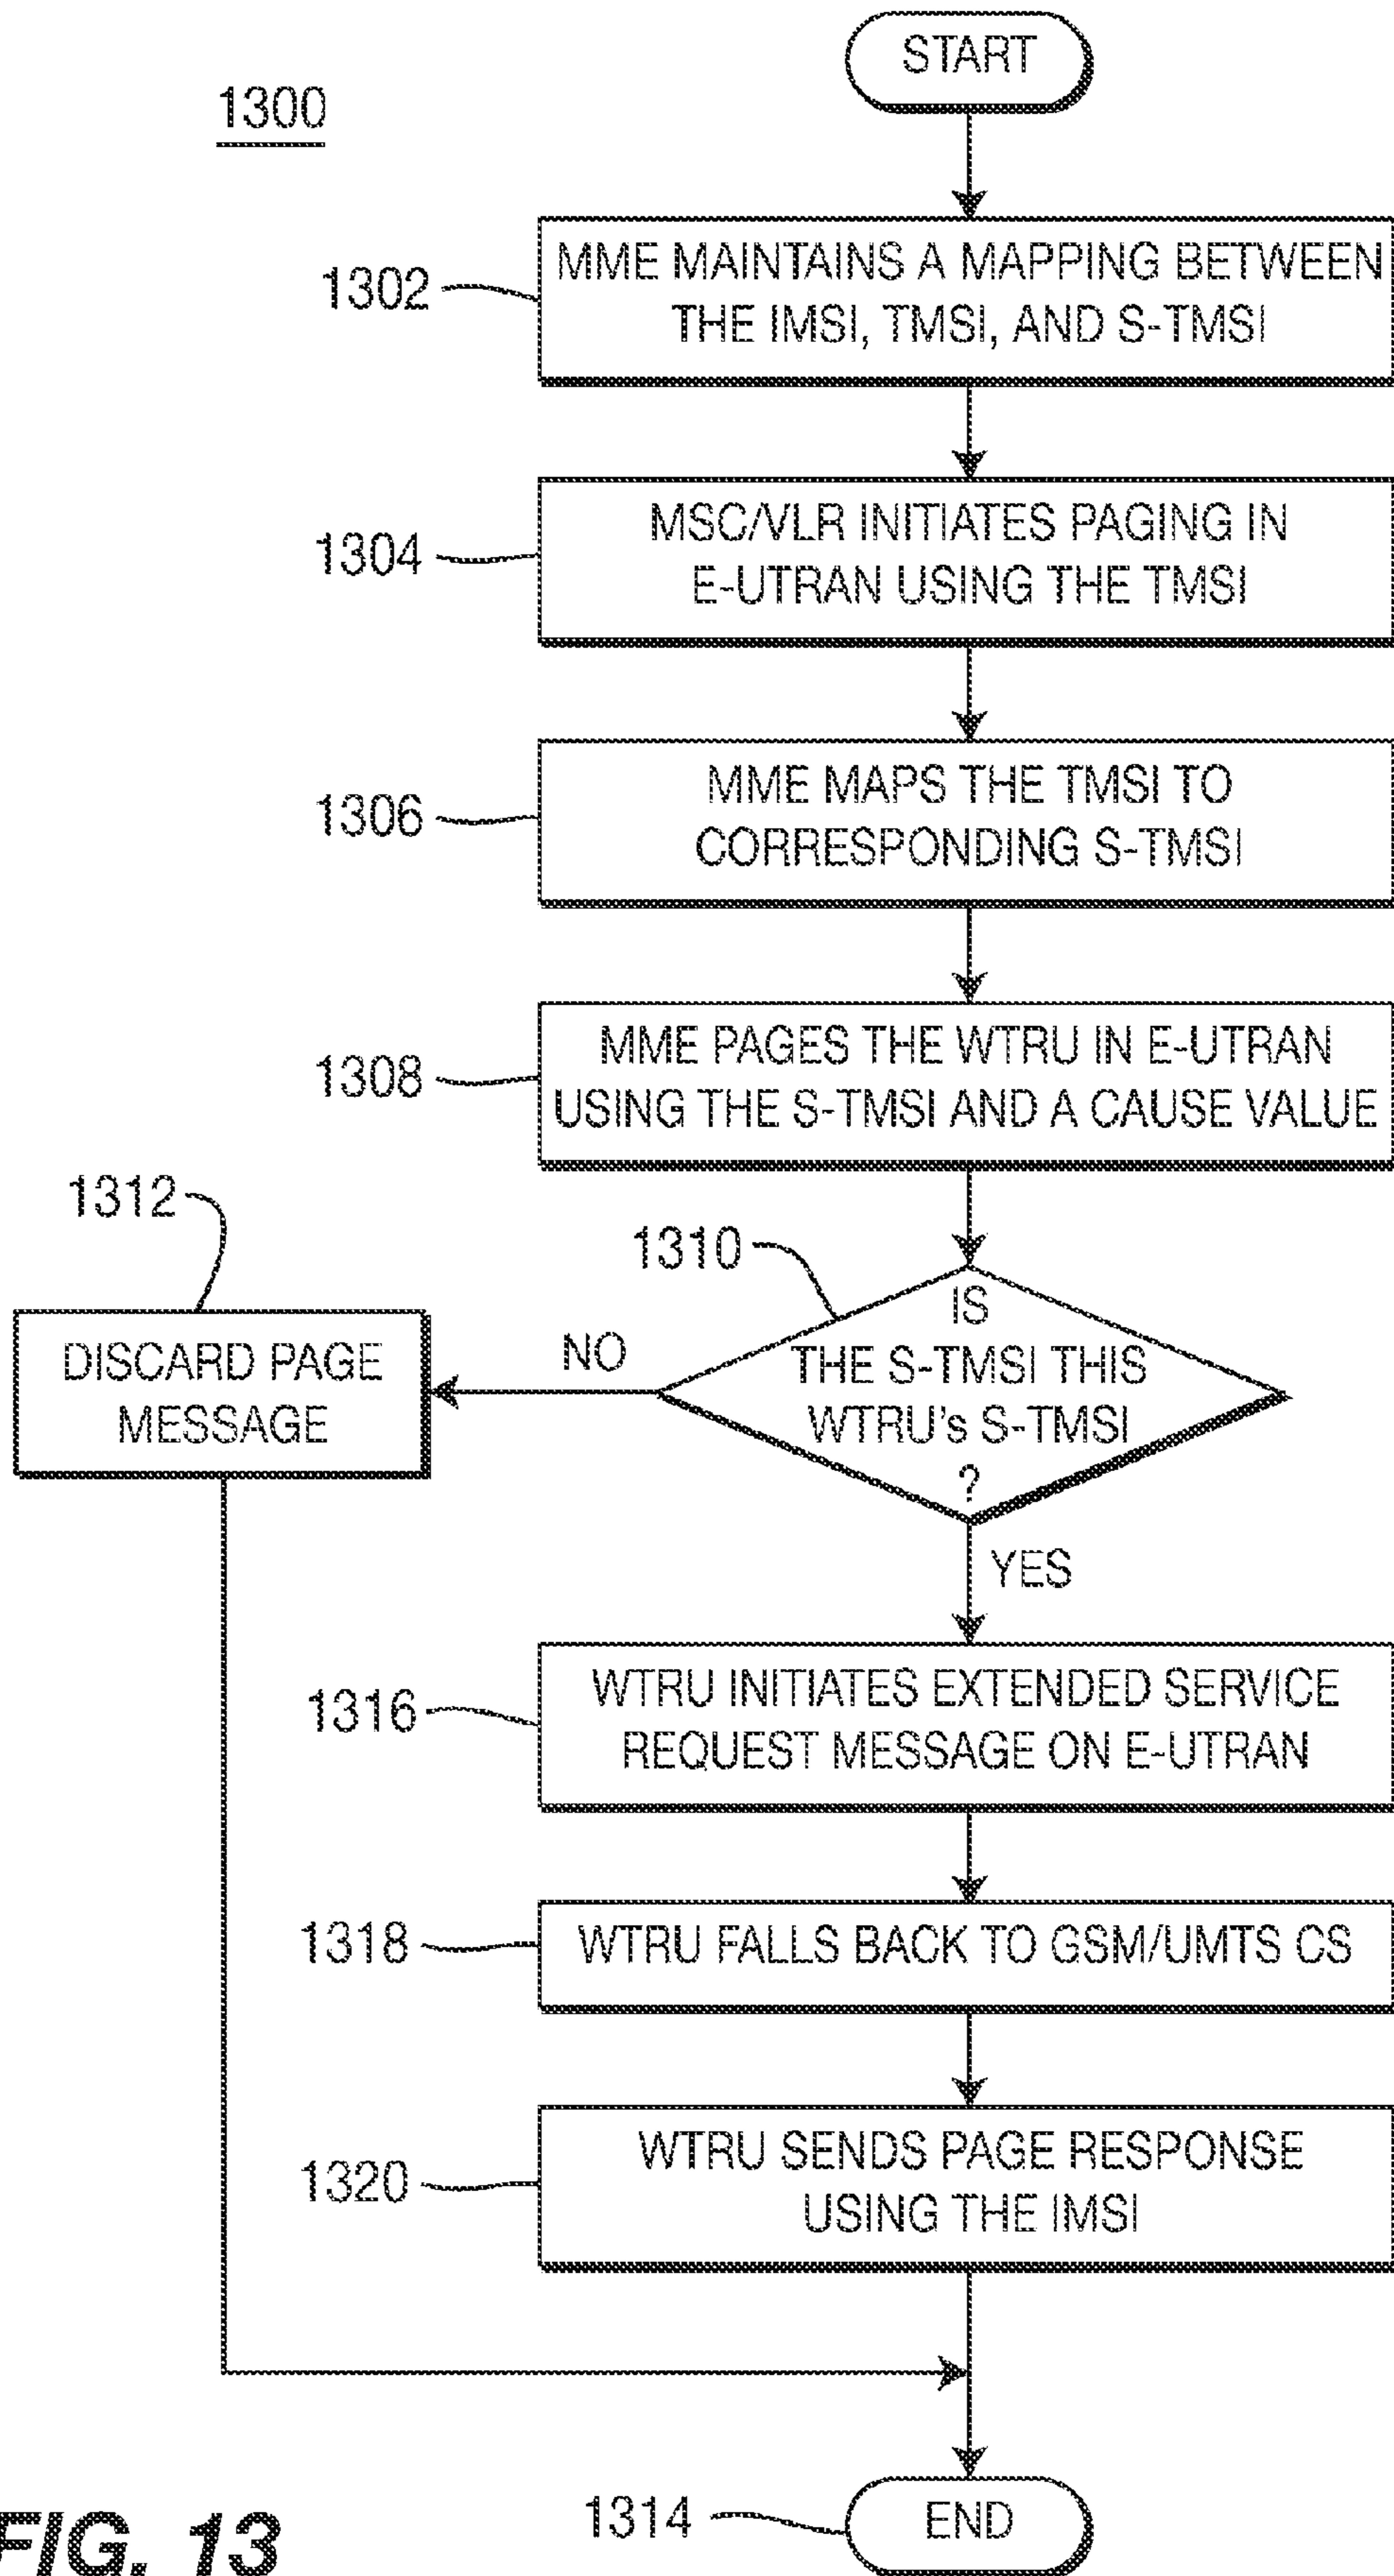 START
1300
1302
MME MAINTAINS A MAPPING BETWEEN
THE IMSI, TMSI, AND S-TMSI
1304
MSC/VLR INITIATES PAGING IN
E-UTRAN USING THE TMSI
1306
MME MAPS THE TMSI TO
CORRESPONDING S-TMSI
1308
MME PAGES THE WTRU IN E-UTRAN
USING THE S-TMSI AND A CAUSE VALUE
1310
IS
THE S-TMSI THIS
WTRU's S-TMSI
?
NO
1312
DISCARD PAGE
MESSAGE
YES
1316
WTRU INITIATES EXTENDED SERVICE
REQUEST MESSAGE ON E-UTRAN
1318
WTRU FALLS BACK TO GSM/UMTS CS
1320
WTRU SENDS PAGE RESPONSE
USING THE IMSI
1314
END
FIG. 13